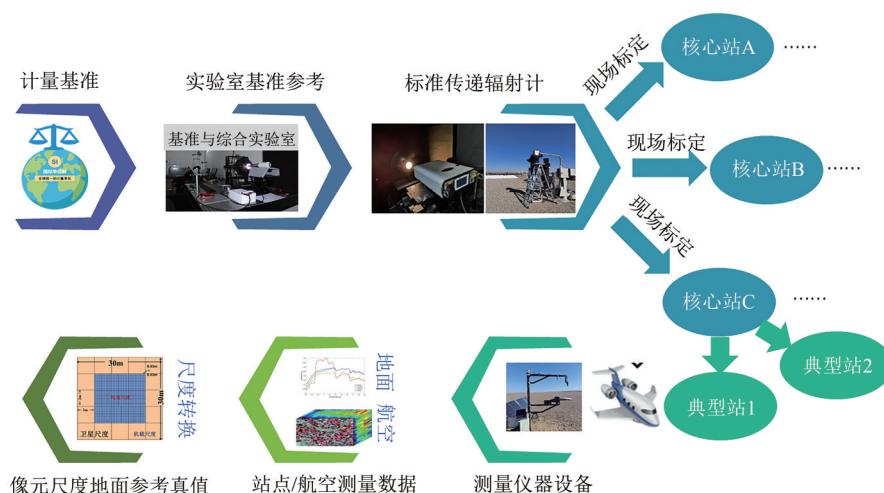 计量基准
实验室基准参考
标准传递辐射计
现场标定
核心站A
……
基准与综合实验室
SI
现场标定
核心站B
……
现场标定
核心站C
……
典型站1
典型站2
30m
30m
卫星尺度
机载尺度
尺度转换
地面 航空
像元尺度地面参考真值
站点/航空测量数据
测量仪器设备